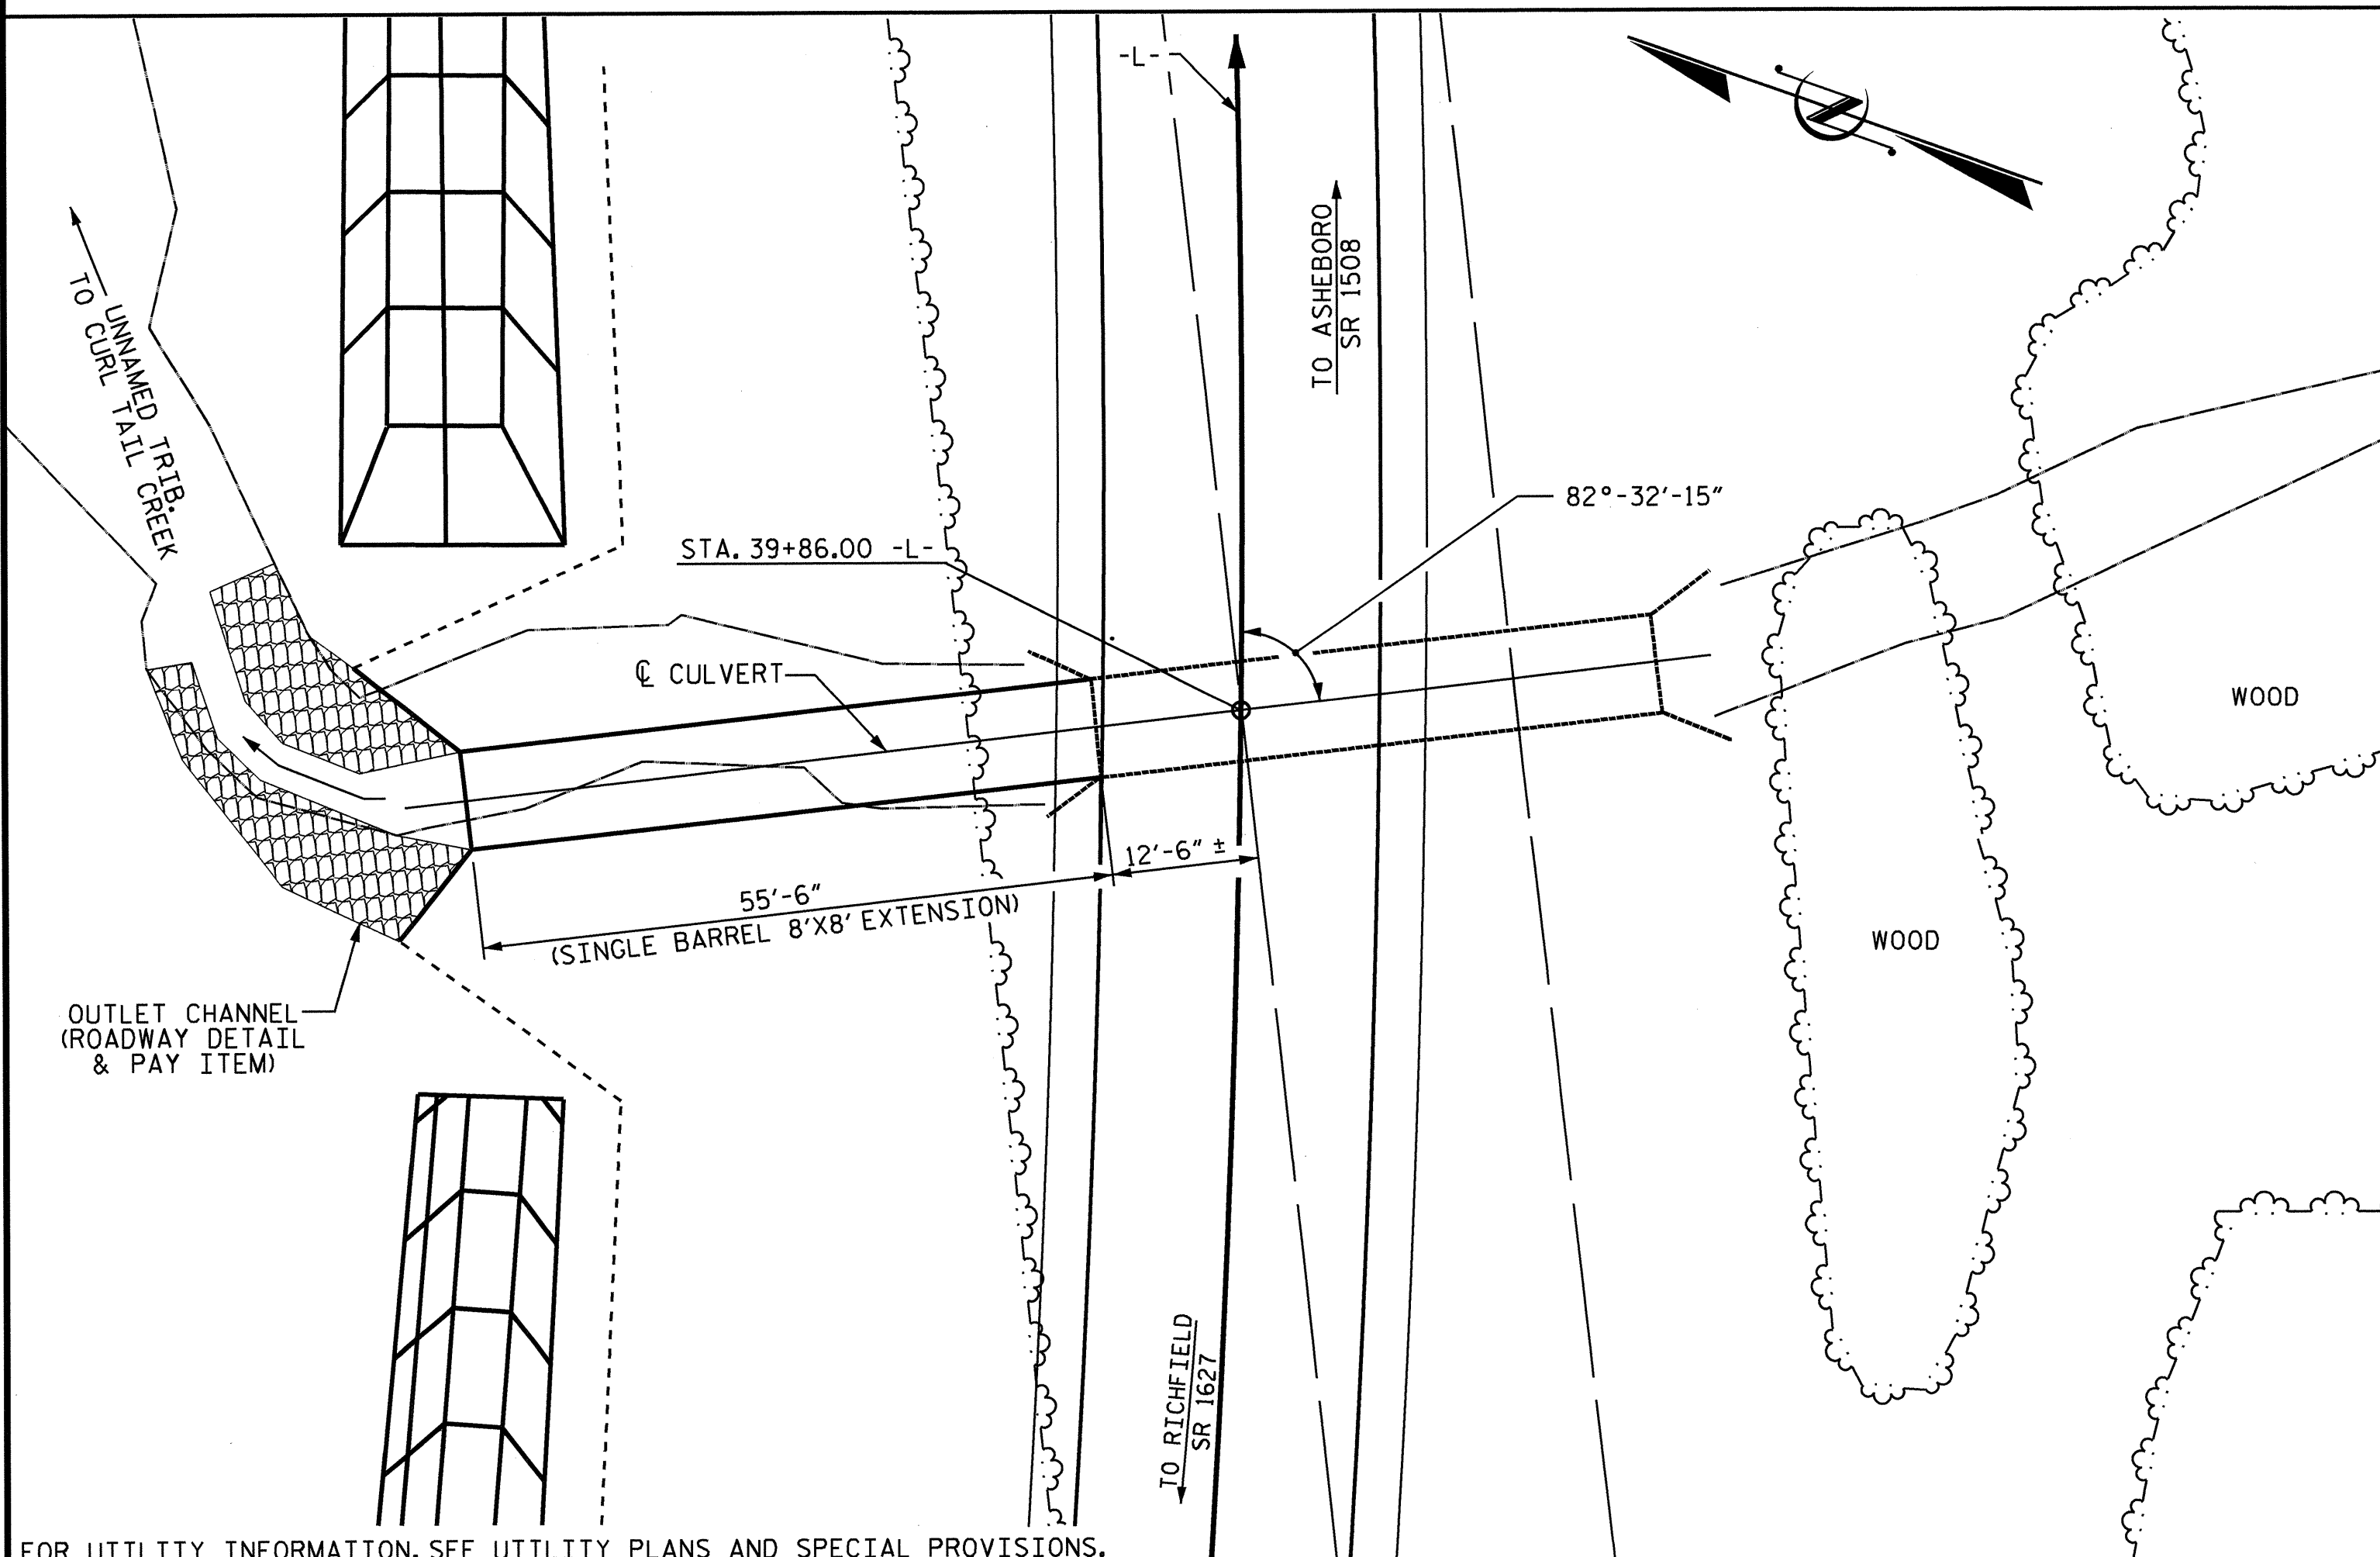 -L-
TO ASHEBORO
SR 1508
UNNAMED TRIB.
TO CURL TAIL CREEK
82°-32′-15″
STA. 39+86.00 -L-
℄ CULVERT
WOOD
12′-6″ ±
55′-6″
(SINGLE BARREL 8′X8′ EXTENSION)
WOOD
OUTLET CHANNEL
(ROADWAY DETAIL
& PAY ITEM)
TO RICHFIELD
SR 1627
FOR UTILITY INFORMATION, SEE UTILITY PLANS AND SPECIAL PROVISIONS.